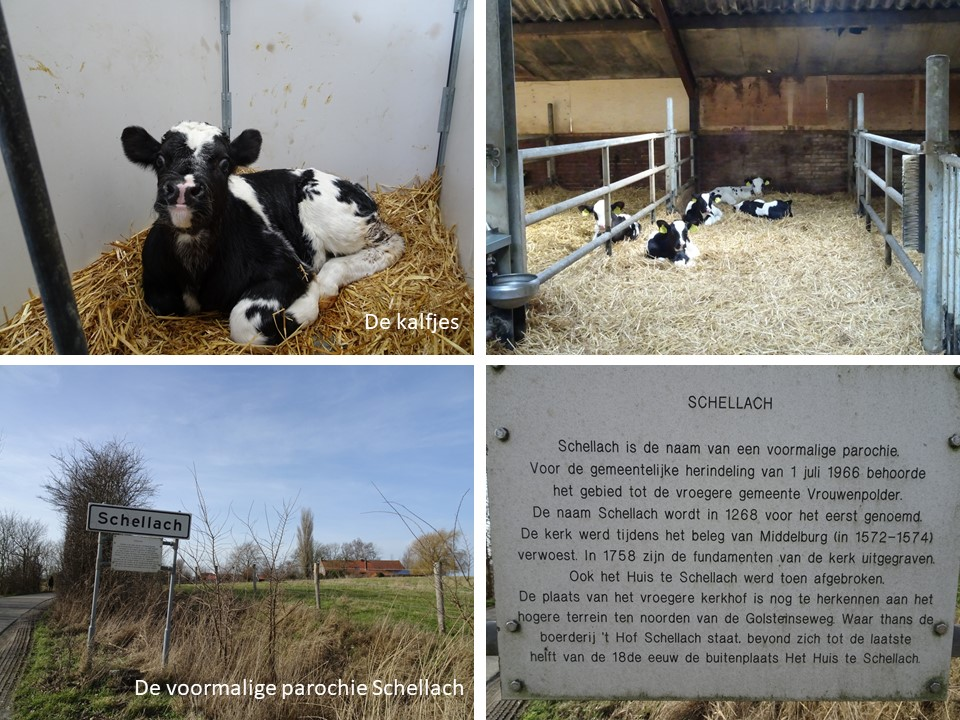 De kalfjes
Schellach
De voormalige parochie Schellach
SCHELLACH
Schellach is de naam van een voormalige parochie.
Voor de gemeentelijke herindeling van 1 juli 1966 behoorde
het gebied tot de vroegere gemeente Vrouwenpolder.
De naam Schellach wordt in 1268 voor het eerst genoemd.
De kerk werd tijdens het beleg van Middelburg (in 1572-1574)
verwoest. In 1758 zijn de fundamenten van de kerk uitgegraven.
Ook het Huis te Schellach werd toen afgebroken.
De plaats van het vroegere kerkhof is nog te herkennen aan het
hogere terrein ten noorden van de Golsteinseweg. Waar thans de
boerderij 't Hof Schellach staat, bevond zich tot de laatste
helft van de 18de eeuw de buitenplaats Het Huis te Schellach.